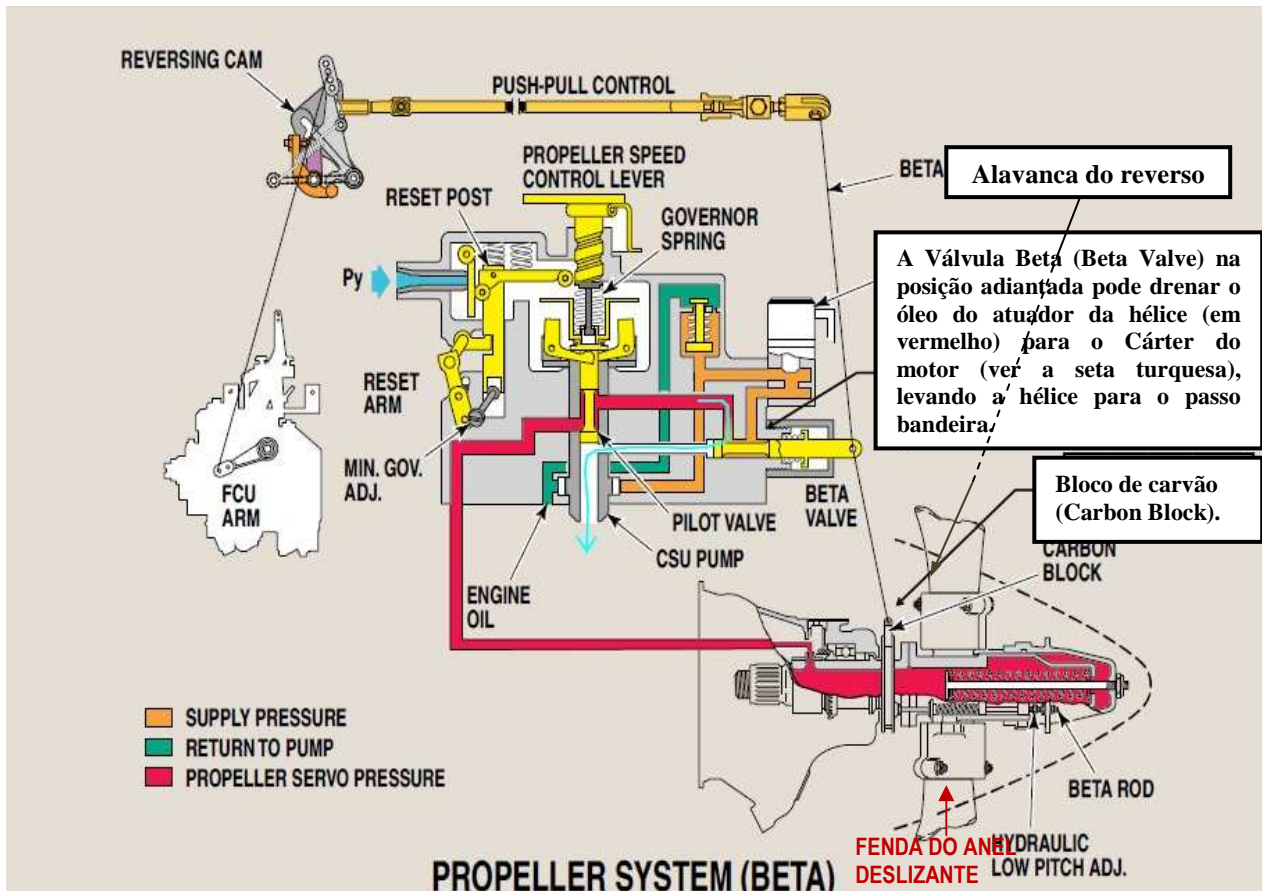 REVERSING CAM
PUSH-PULL CONTROL
PROPELLER SPEED
CONTROL LEVER
RESET POST
GOVERNOR
SPRING
BETA
Alavanca do reverso
Py
A Válvula Beta (Beta Valve) na
posição adiantada pode drenar o
óleo do atuador da hélice (em
vermelho) para o Cárter do
motor (ver a seta turquesa),
levando a hélice para o passo
bandeira.
RESET
ARM
MIN. GOV.
ADJ.
FCU
ARM
Bloco de carvão
(Carbon Block).
BETA
VALVE
PILOT VALVE
CSU PUMP
CARBON
BLOCK
ENGINE
OIL
SUPPLY PRESSURE
RETURN TO PUMP
PROPELLER SERVO PRESSURE
BETA ROD
FENDA DO ANEL
DESLIZANTE
HYDRAULIC
LOW PITCH ADJ.
PROPELLER SYSTEM (BETA)